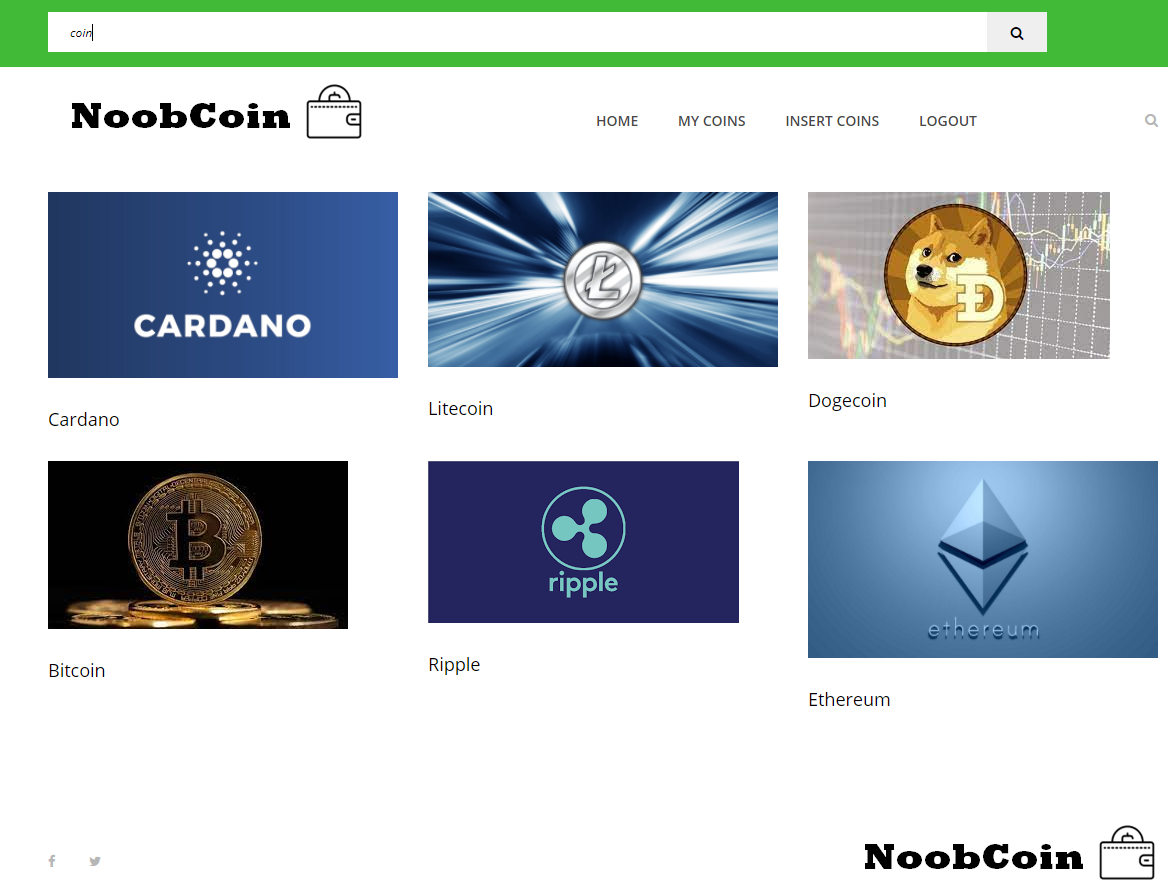 coin
NoobCoin
HOME MY COINS INSERT COINS LOGOUT
CARDANO
Cardano
Litecoin
Dogecoin
Bitcoin
ripple
Ripple
ethereum
Ethereum
NoobCoin